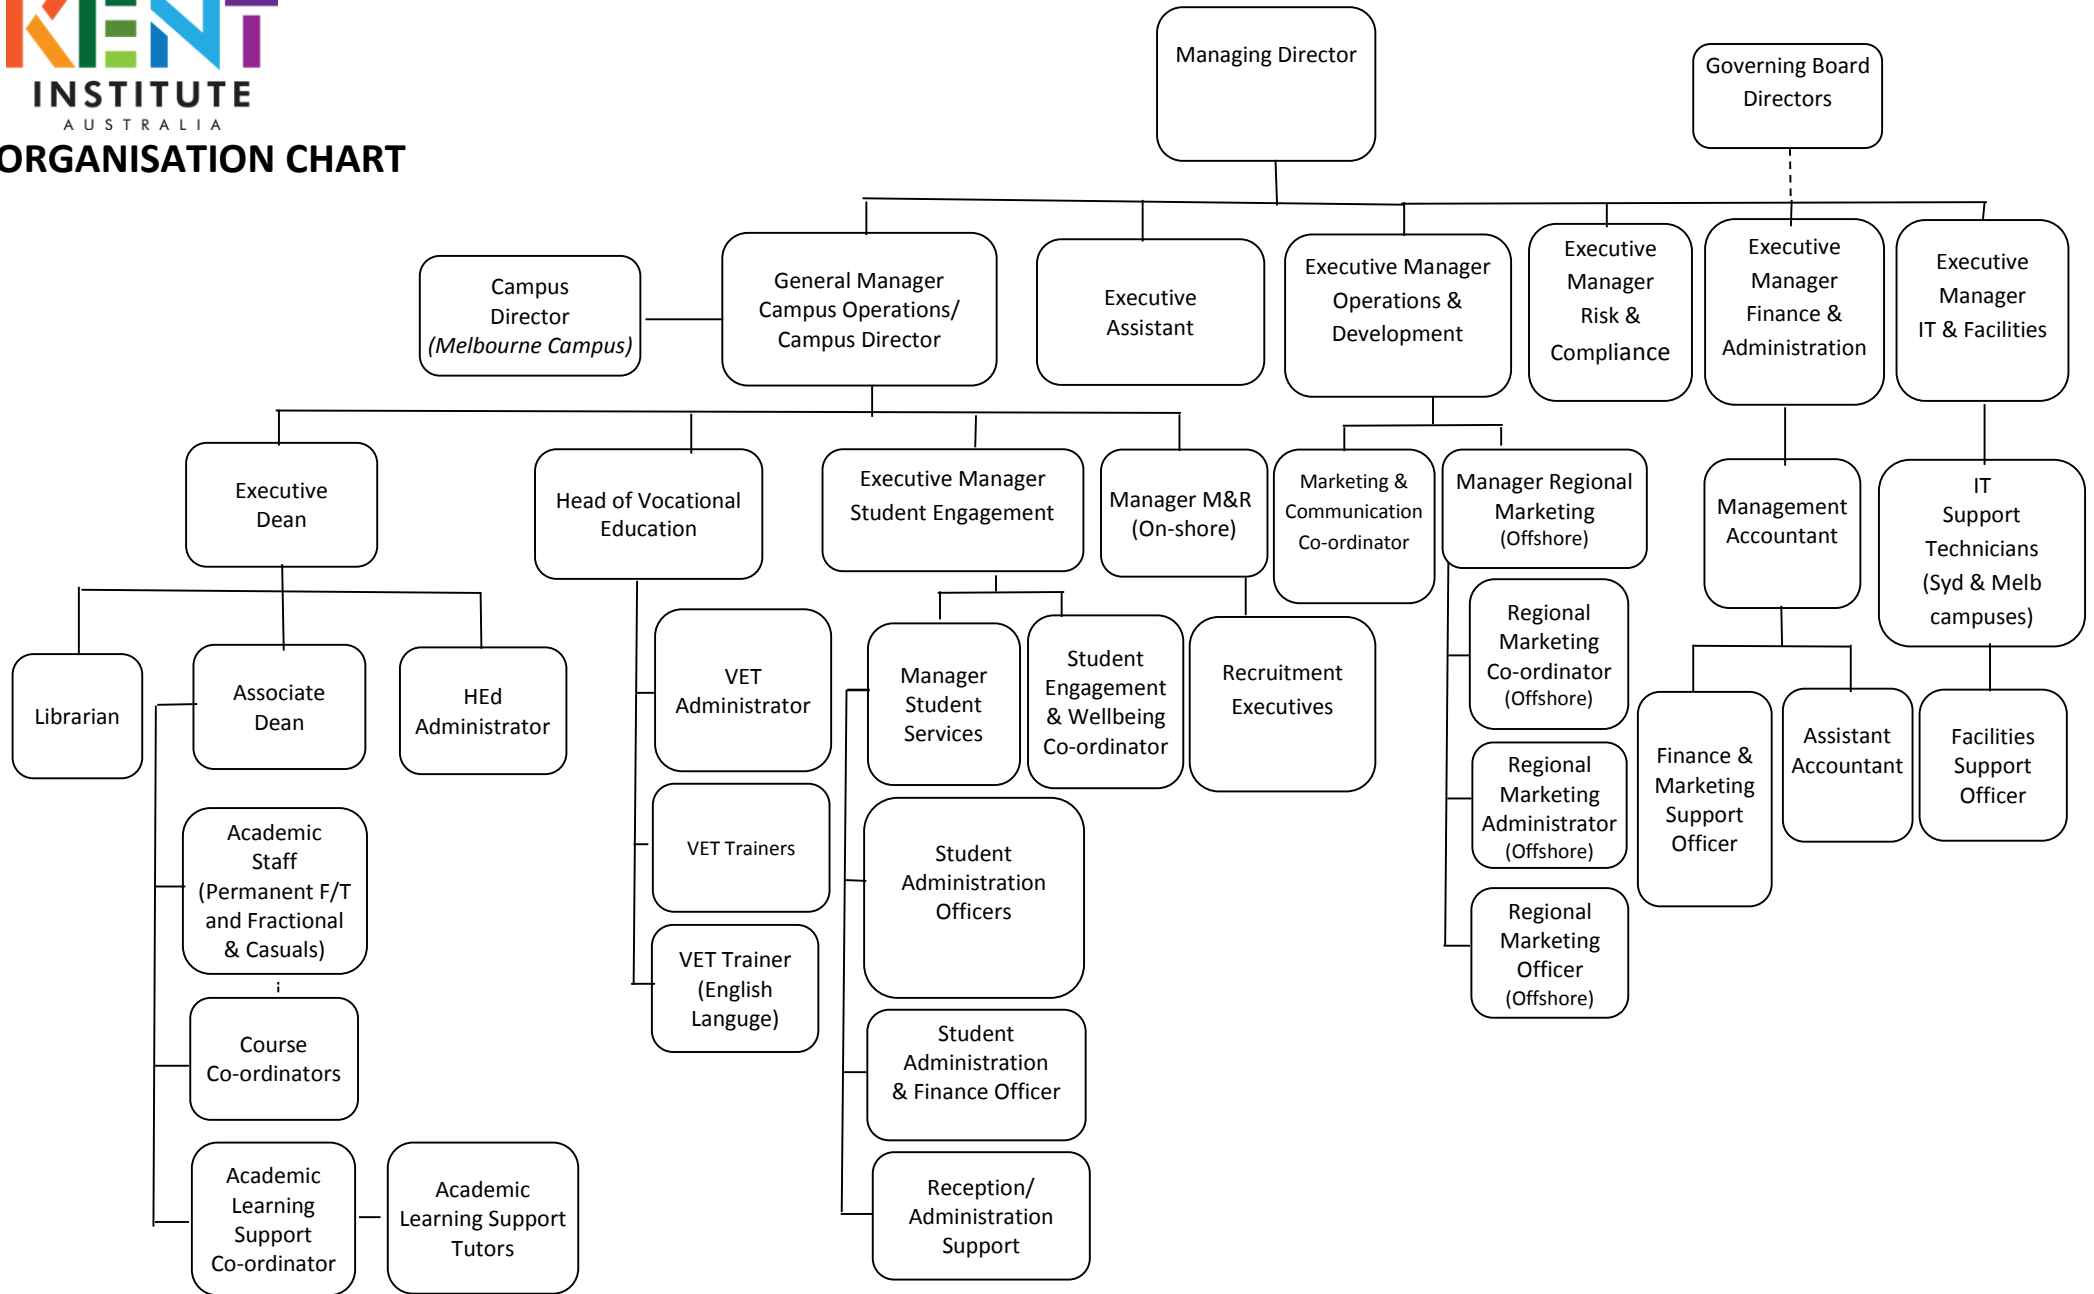 KENT
INSTITUTE
AUSTRALIA
ORGANISATION CHART
Managing Director
Governing Board
Directors
Campus
Director
(Melbourne Campus)
General Manager
Campus Operations/
Campus Director
Executive
Assistant
Executive Manager
Operations &
Development
Executive
Manager
Risk &
Compliance
Executive
Manager
Finance &
Administration
Executive
Manager
IT & Facilities
Executive
Dean
Head of Vocational
Education
Executive Manager
Student Engagement
Manager M&R
(On-shore)
Marketing &
Communication
Co-ordinator
Manager Regional
Marketing
(Offshore)
Management
Accountant
IT
Support
Technicians
(Syd & Melb
campuses)
Librarian
Associate
Dean
HEd
Administrator
VET
Administrator
Manager
Student
Services
Student
Engagement
& Wellbeing
Co-ordinator
Recruitment
Executives
Regional
Marketing
Co-ordinator
(Offshore)
Finance &
Marketing
Support
Officer
Assistant
Accountant
Facilities
Support
Officer
Academic
Staff
(Permanent F/T
and Fractional
& Casuals)
VET Trainers
Student
Administration
Officers
Regional
Marketing
Administrator
(Offshore)
VET Trainer
(English
Languge)
Regional
Marketing
Officer
(Offshore)
Course
Co-ordinators
Student
Administration
& Finance Officer
Academic
Learning
Support
Co-ordinator
Academic
Learning Support
Tutors
Reception/
Administration
Support